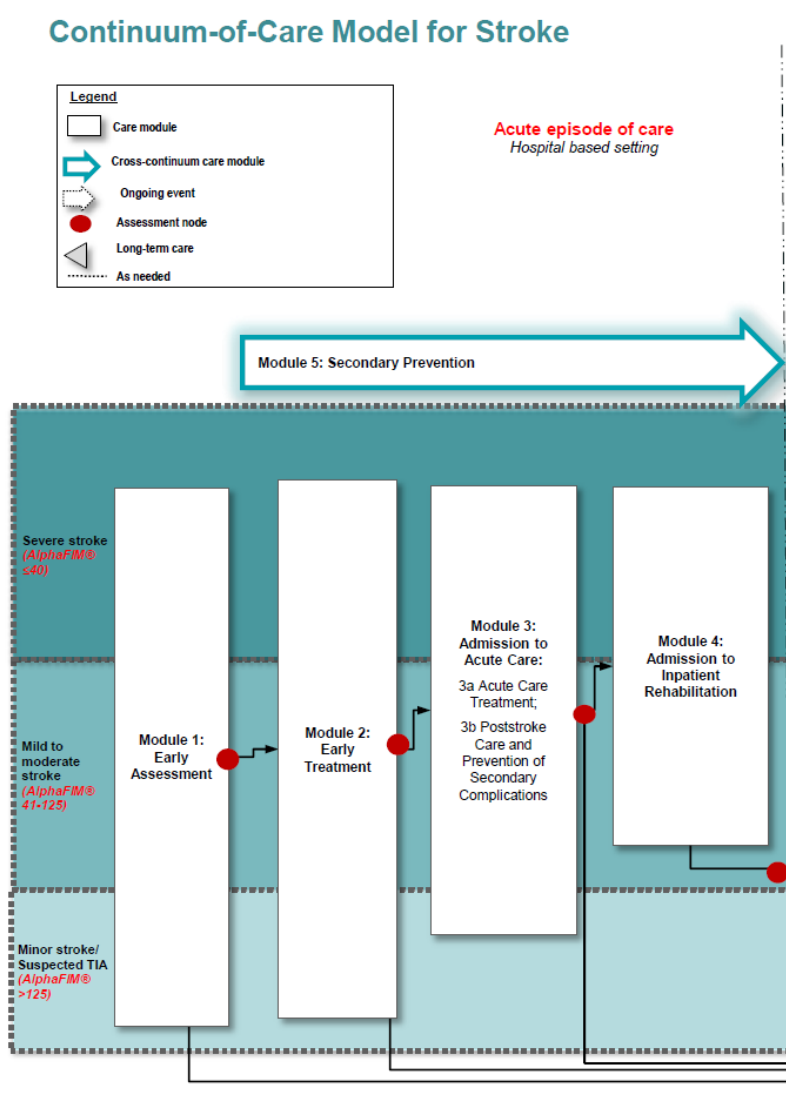 Continuum-of-Care Model for Stroke
Legend
Care module
Cross-continuum care module
Ongoing event
Assessment node
Long-term care
As needed
Acute episode of care
Hospital based setting
Module 5: Secondary Prevention
Severe stroke
(AlphaFIM®
≤40)
Mild to
moderate
stroke
(AlphaFIM®
41-125)
Minor stroke/
Suspected TIA
(AlphaFIM®
>125)
Module 1:
Early
Assessment
Module 2:
Early
Treatment
Module 3:
Admission to
Acute Care:
3a Acute Care
Treatment;
3b Poststroke
Care and
Prevention of
Secondary
Complications
Module 4:
Admission to
Inpatient
Rehabilitation